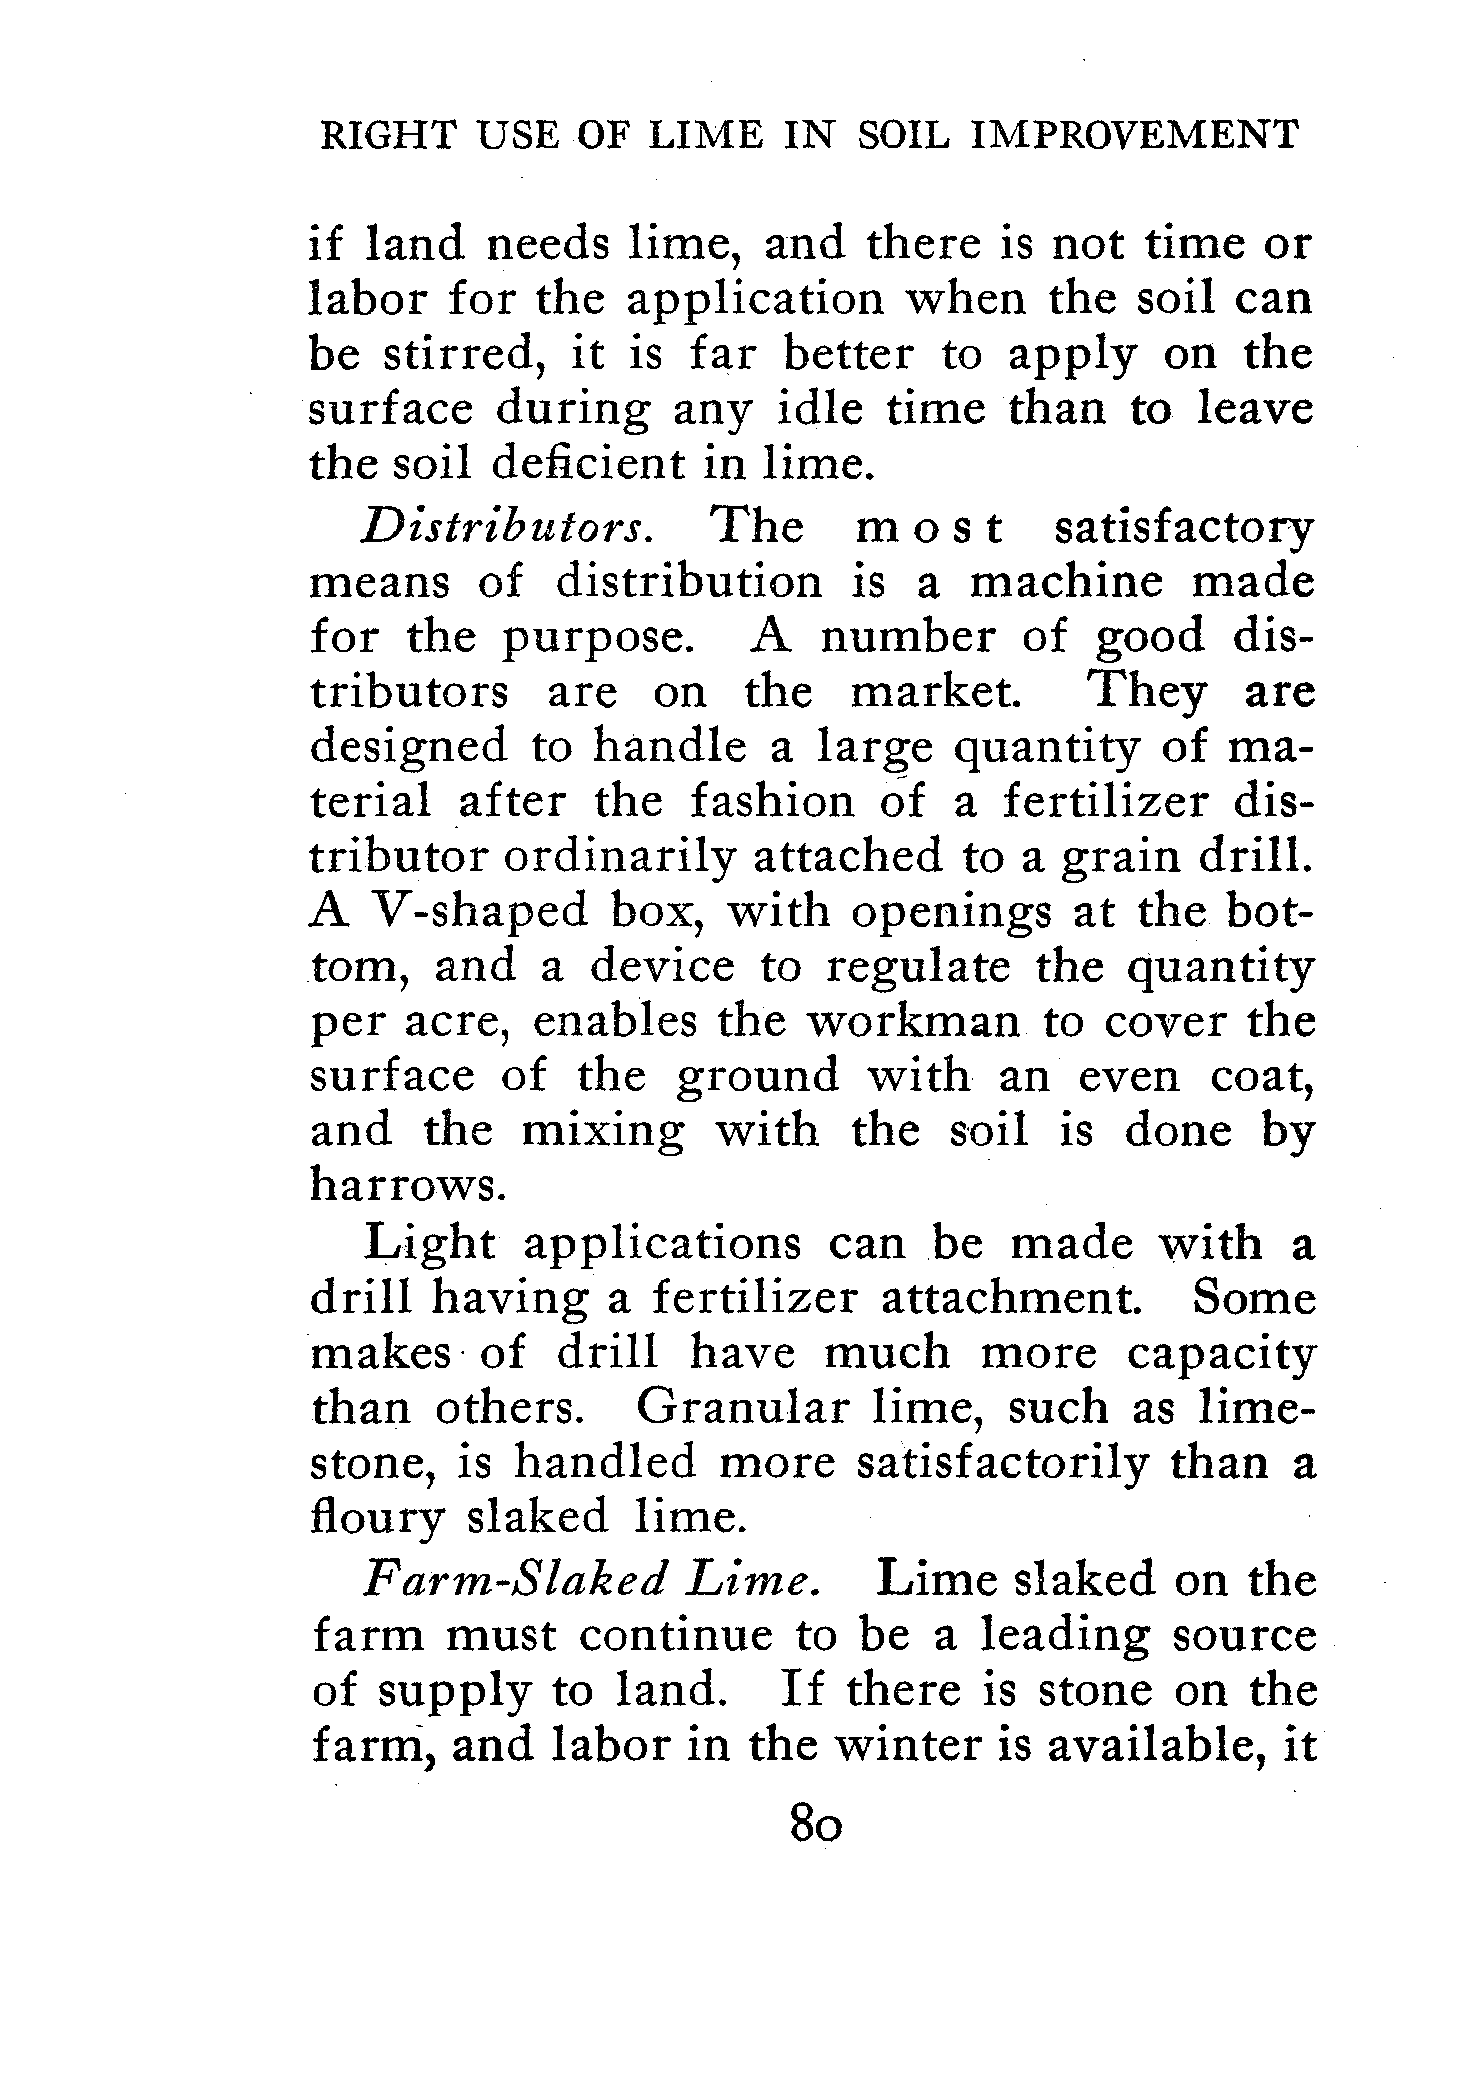 RIGHT USE OF LIME IN SOIL IMPROVEMENT
if land needs lime, and there is not time or
labor for the application when the soil can
be stirred, it is far better to apply on the
surface during any idle time than to leave
the soil deficient in lime.
Distributors. The most satisfactory
means of distribution is a machine made
for the purpose. A number of good dis-
tributors are on the market. They are
designed to handle a large quantity of ma-
terial after the fashion of a fertilizer dis-
tributor ordinarily attached to a grain drill.
A V-shaped box, with openings at the bot-
tom, and a device to regulate the quantity
per acre, enables the workman to cover the
surface of the ground with an even coat,
and the mixing with the soil is done by
harrows.
Light applications can be made with a
drill having a fertilizer attachment. Some
makes of drill have much more capacity
than others. Granular lime, such as lime-
stone, is handled more satisfactorily than a
floury slaked lime.
Farm-Slaked Lime. Lime slaked on the
farm must continue to be a leading source
of supply to land. If there is stone on the
farm, and labor in the winter is available, it
80